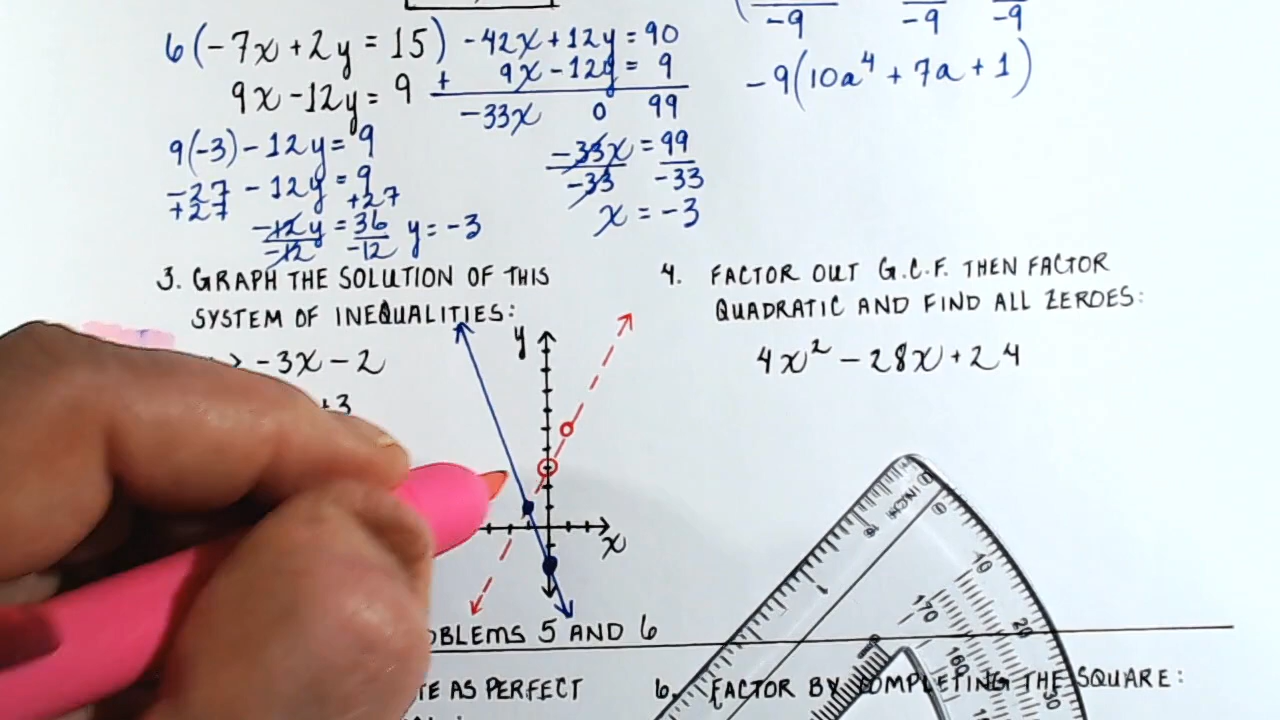 6(-7x+2y=15)
9x-12y=9
9(-3)-12y=9
-27-12y=9
+27 +27
-12y=36
-12 -12
y=-3
-42x+12y=90
+ 9x-12y=9
-33x 0 99
-33x=99
-33 -33
x=-3
-9 -9 -9
-9(10a⁴+7a+1)
3. GRAPH THE SOLUTION OF THIS
SYSTEM OF INEQUALITIES:
> -3x-2
+3
y
x
4. FACTOR OUT G.C.F. THEN FACTOR
QUADRATIC AND FIND ALL ZEROES:
4x²-28x+24
OBLEMS 5 AND 6
TE AS PERFECT
6. FACTOR BY COMPLETING THE SQUARE:
INCH
10
20
30
170
160